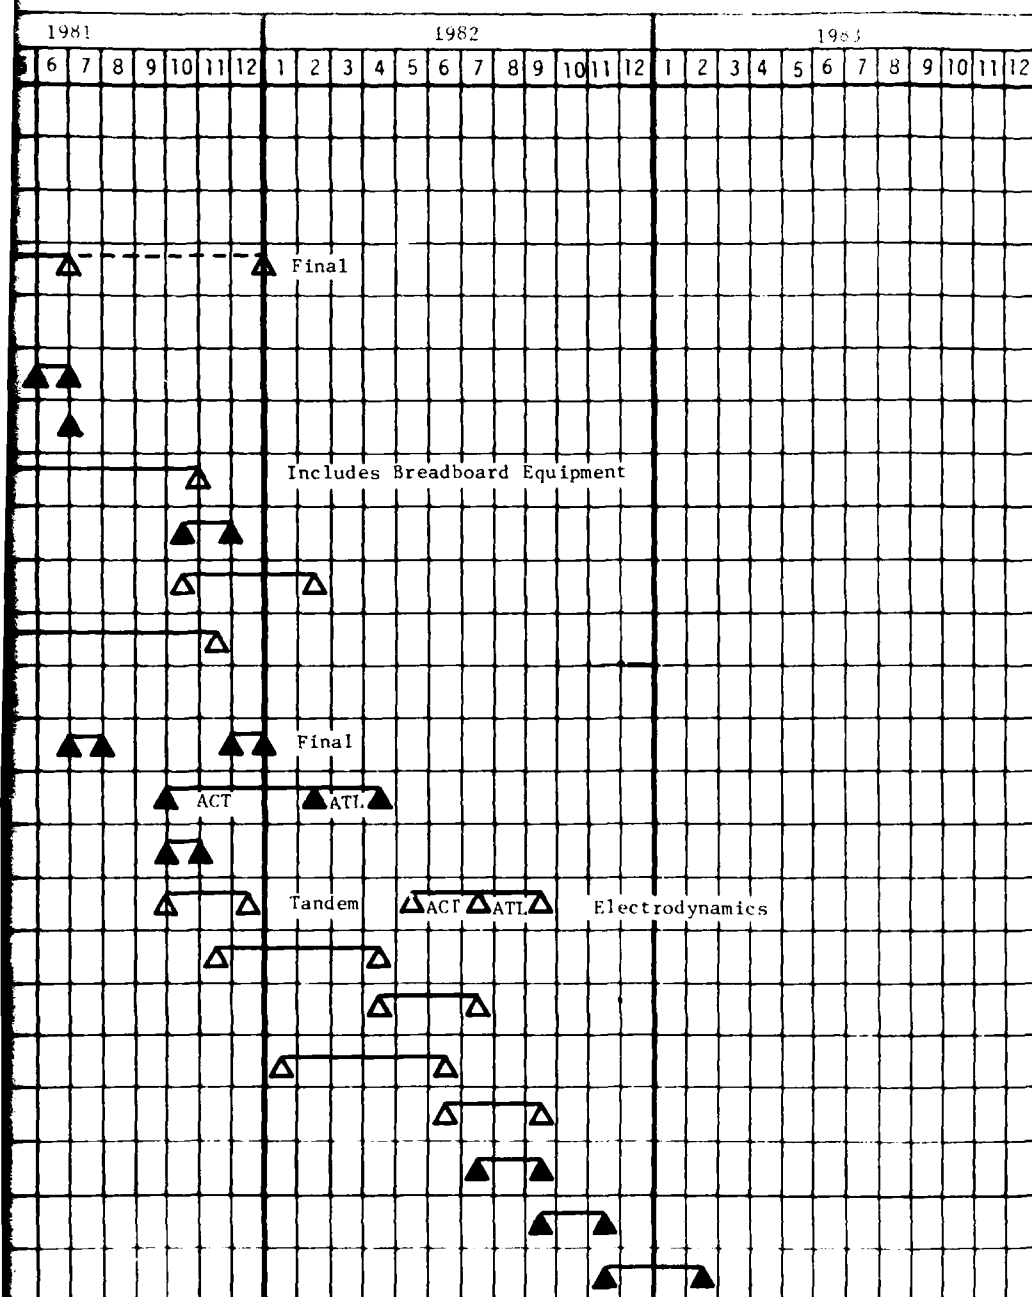 1981 1982 1983
5 6 7 8 9 10 11 12 1 2 3 4 5 6 7 8 9 10 11 12 1 2 3 4 5 6 7 8 9 10 11 12
Final
Includes Breadboard Equipment
Final
ACT ATL
Tandem ACT ATL Electrodynamics